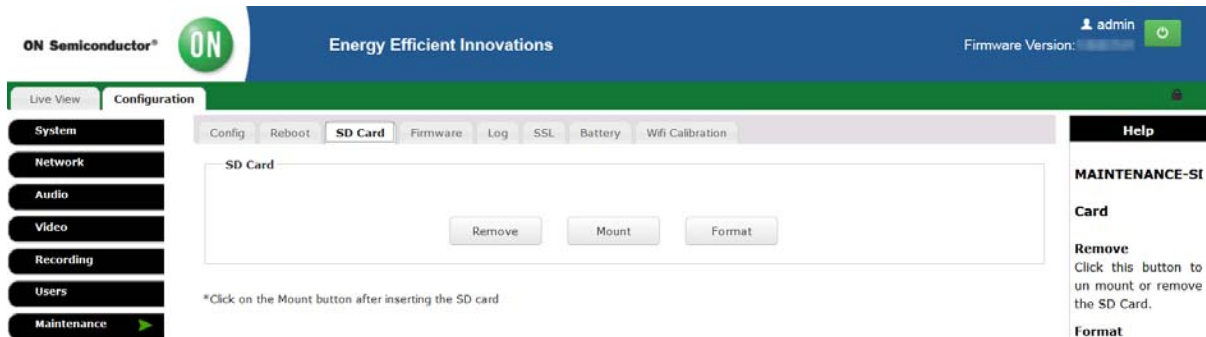 ON Semiconductor®
ON
Energy Efficient Innovations
admin
Firmware Version:
Live View
Configuration
System
Network
Audio
Video
Recording
Users
Maintenance
Config
Reboot
SD Card
Firmware
Log
SSL
Battery
Wifi Calibration
SD Card
Remove
Mount
Format
*Click on the Mount button after inserting the SD card
Help
MAINTENANCE-SD
Card
Remove
Click this button to
un mount or remove
the SD Card.
Format